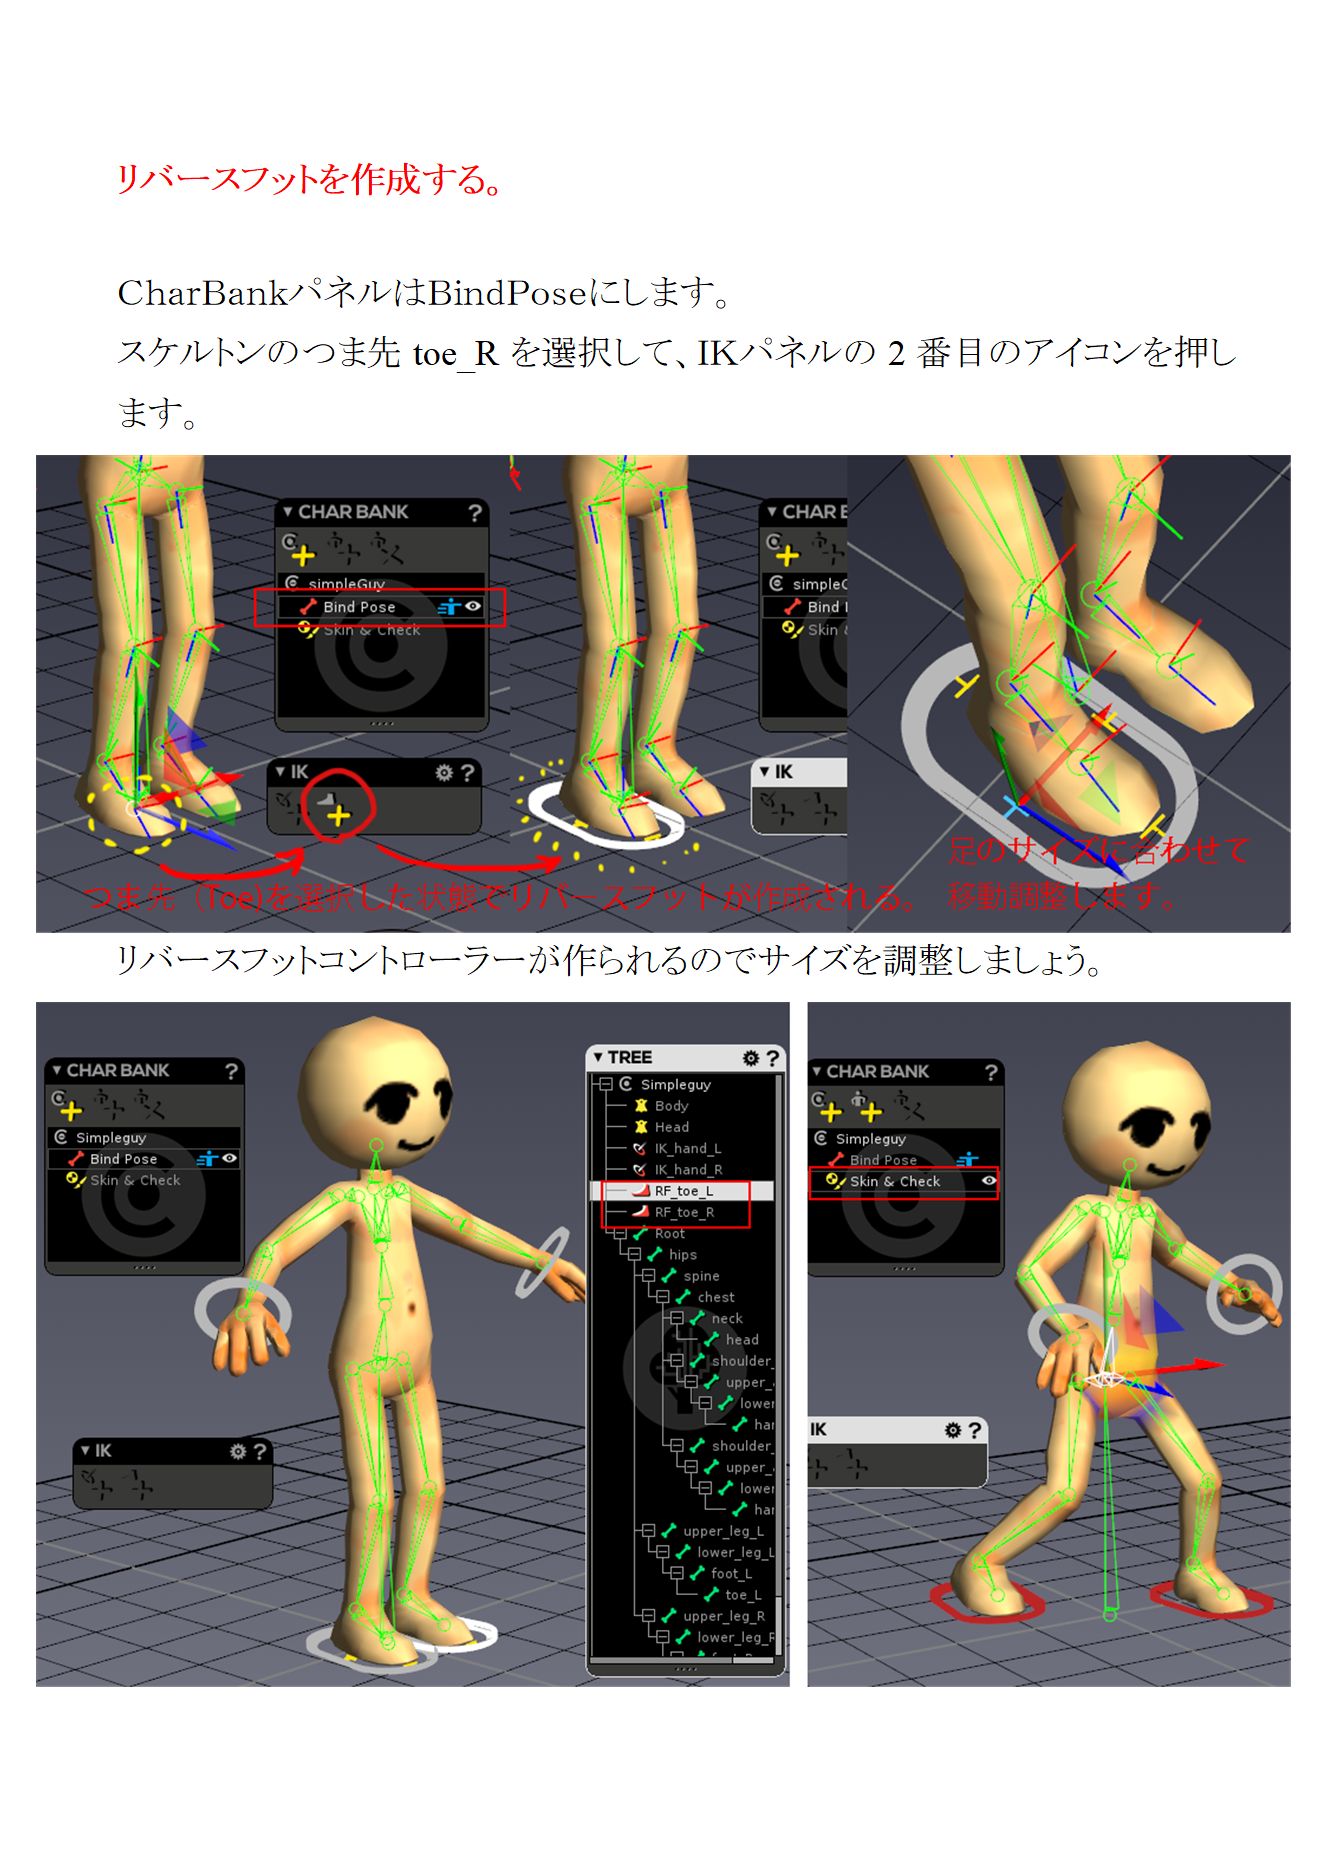 リバースフットを作成する。
CharBankパネルはBindPoseにします。
スケルトンのつま先 toe_R を選択して、IKパネルの 2 番目のアイコンを押し
ます。
CHAR BANK ?
simpleGuy
Bind Pose
Skin & Check
IK ?
CHAR B
simpleG
Bind
Skin &
IK
つま先（Toe)を選択した状態でリバースフットが作成される。
足のサイズに合わせて
移動調整します。
リバースフットコントローラーが作られるのでサイズを調整しましょう。
CHAR BANK ?
Simpleguy
Bind Pose
Skin & Check
IK ?
TREE ?
Simpleguy
Body
Head
IK_hand_L
IK_hand_R
RF_toe_L
RF_toe_R
Root
hips
spine
chest
neck
head
shoulder_
upper_
lower
har
shoulder_
upper_
lower
har
upper_leg_L
lower_leg_L
foot_L
toe_L
upper_leg_R
lower_leg_R
CHAR BANK ?
Simpleguy
Bind Pose
Skin & Check
IK ?